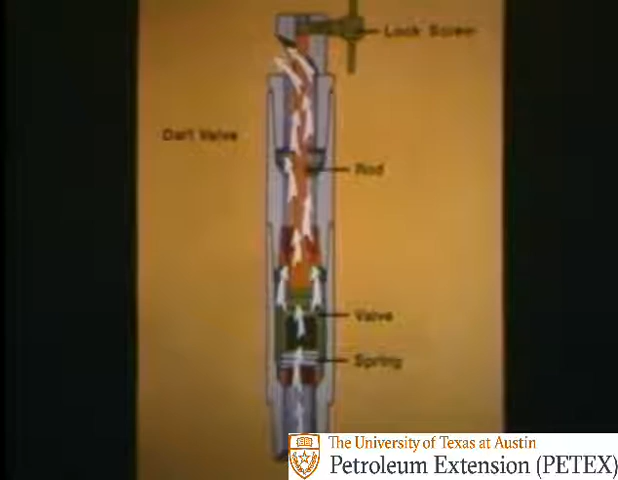 Lock Screw
Dart Valve
Rod
Valve
Spring
The University of Texas at Austin
Petroleum Extension (PETEX)